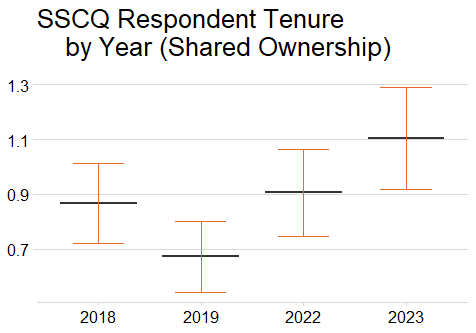 SSCQ Respondent Tenure
by Year (Shared Ownership)
1.3
1.1
0.9
0.7
2018 2019 2022 2023